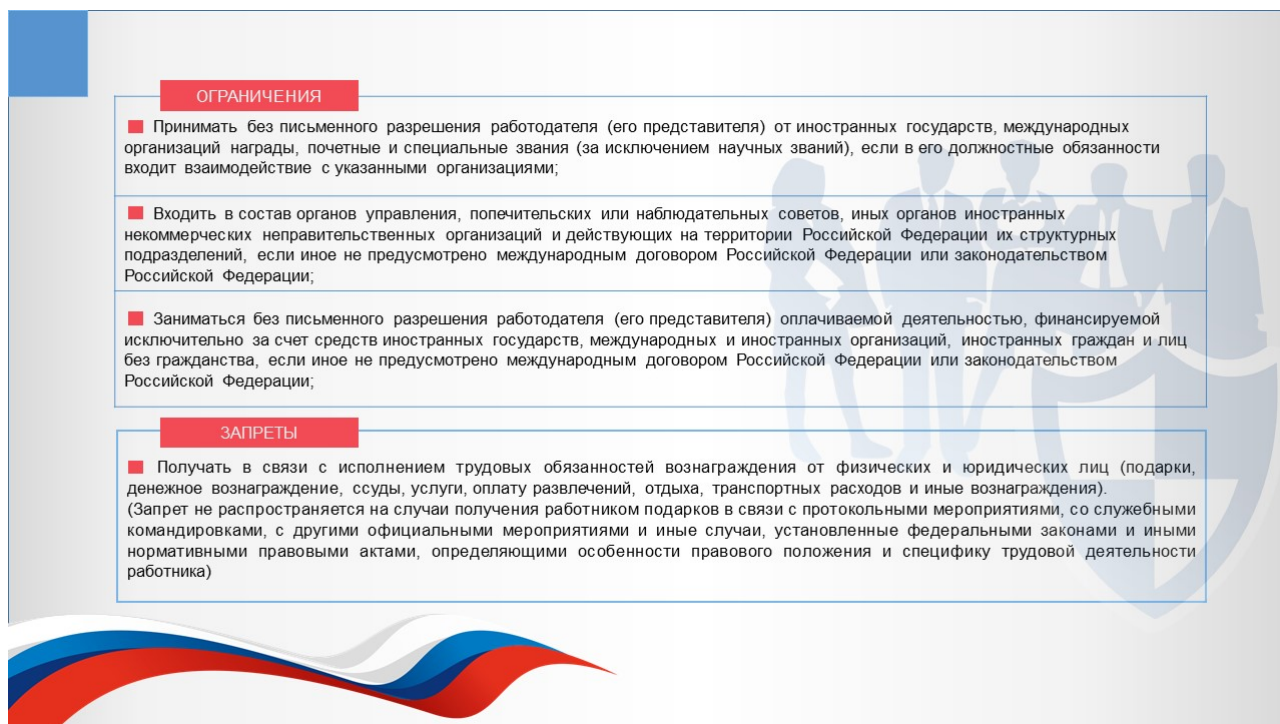 ОГРАНИЧЕНИЯ
Принимать без письменного разрешения работодателя (его представителя) от иностранных государств, международных
организаций награды, почетные и специальные звания (за исключением научных званий), если в его должностные обязанности
входит взаимодействие с указанными организациями;
Входить в состав органов управления, попечительских или наблюдательных советов, иных органов иностранных
некоммерческих неправительственных организаций и действующих на территории Российской Федерации их структурных
подразделений, если иное не предусмотрено международным договором Российской Федерации или законодательством
Российской Федерации;
Заниматься без письменного разрешения работодателя (его представителя) оплачиваемой деятельностью, финансируемой
исключительно за счет средств иностранных государств, международных и иностранных организаций, иностранных граждан и лиц
без гражданства, если иное не предусмотрено международным договором Российской Федерации или законодательством
Российской Федерации;
ЗАПРЕТЫ
Получать в связи с исполнением трудовых обязанностей вознаграждения от физических и юридических лиц (подарки,
денежное вознаграждение, ссуды, услуги, оплату развлечений, отдыха, транспортных расходов и иные вознаграждения).
(Запрет не распространяется на случаи получения работником подарков в связи с протокольными мероприятиями, со служебными
командировками, с другими официальными мероприятиями и иные случаи, установленные федеральными законами и иными
нормативными правовыми актами, определяющими особенности правового положения и специфику трудовой деятельности
работника)